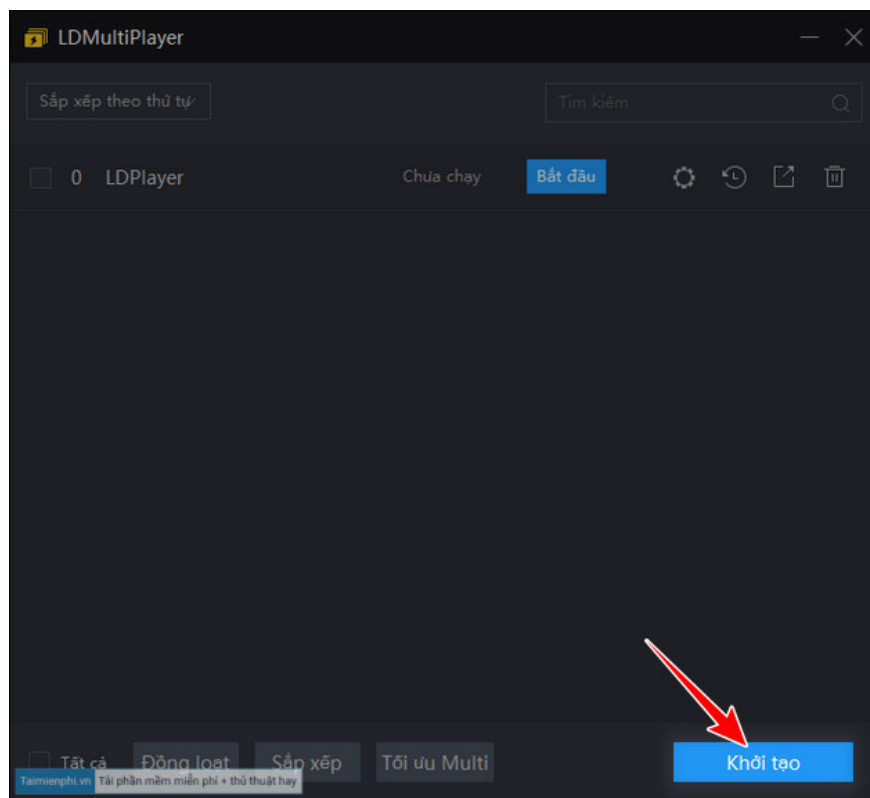 LDMultiPlayer
Sắp xếp theo thứ tự
Tìm kiếm
0 LDPlayer Chưa chạy Bắt đầu
Tất cả Đồng loạt Sắp xếp Tối ưu Multi Khởi tạo
Taimienphi.vn Tải phần mềm miễn phí + thủ thuật hay